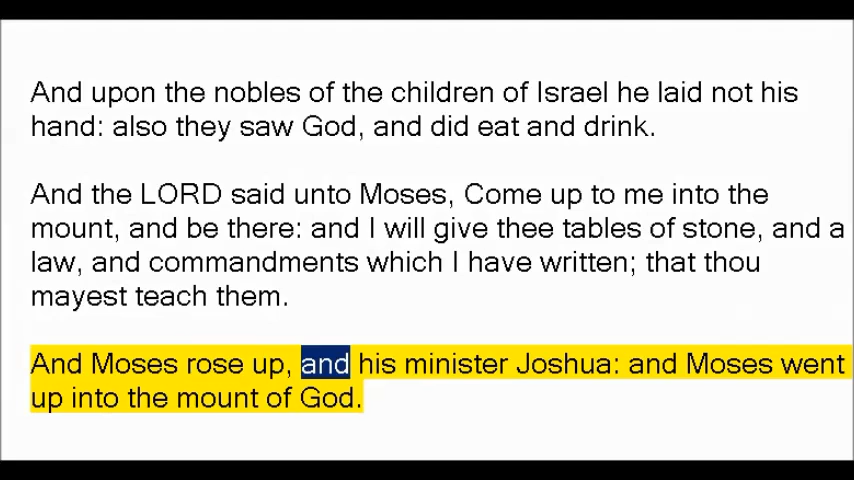 And upon the nobles of the children of Israel he laid not his
hand: also they saw God, and did eat and drink.
And the LORD said unto Moses, Come up to me into the
mount, and be there: and I will give thee tables of stone, and a
law, and commandments which I have written; that thou
mayest teach them.
And Moses rose up, and his minister Joshua: and Moses went
up into the mount of God.